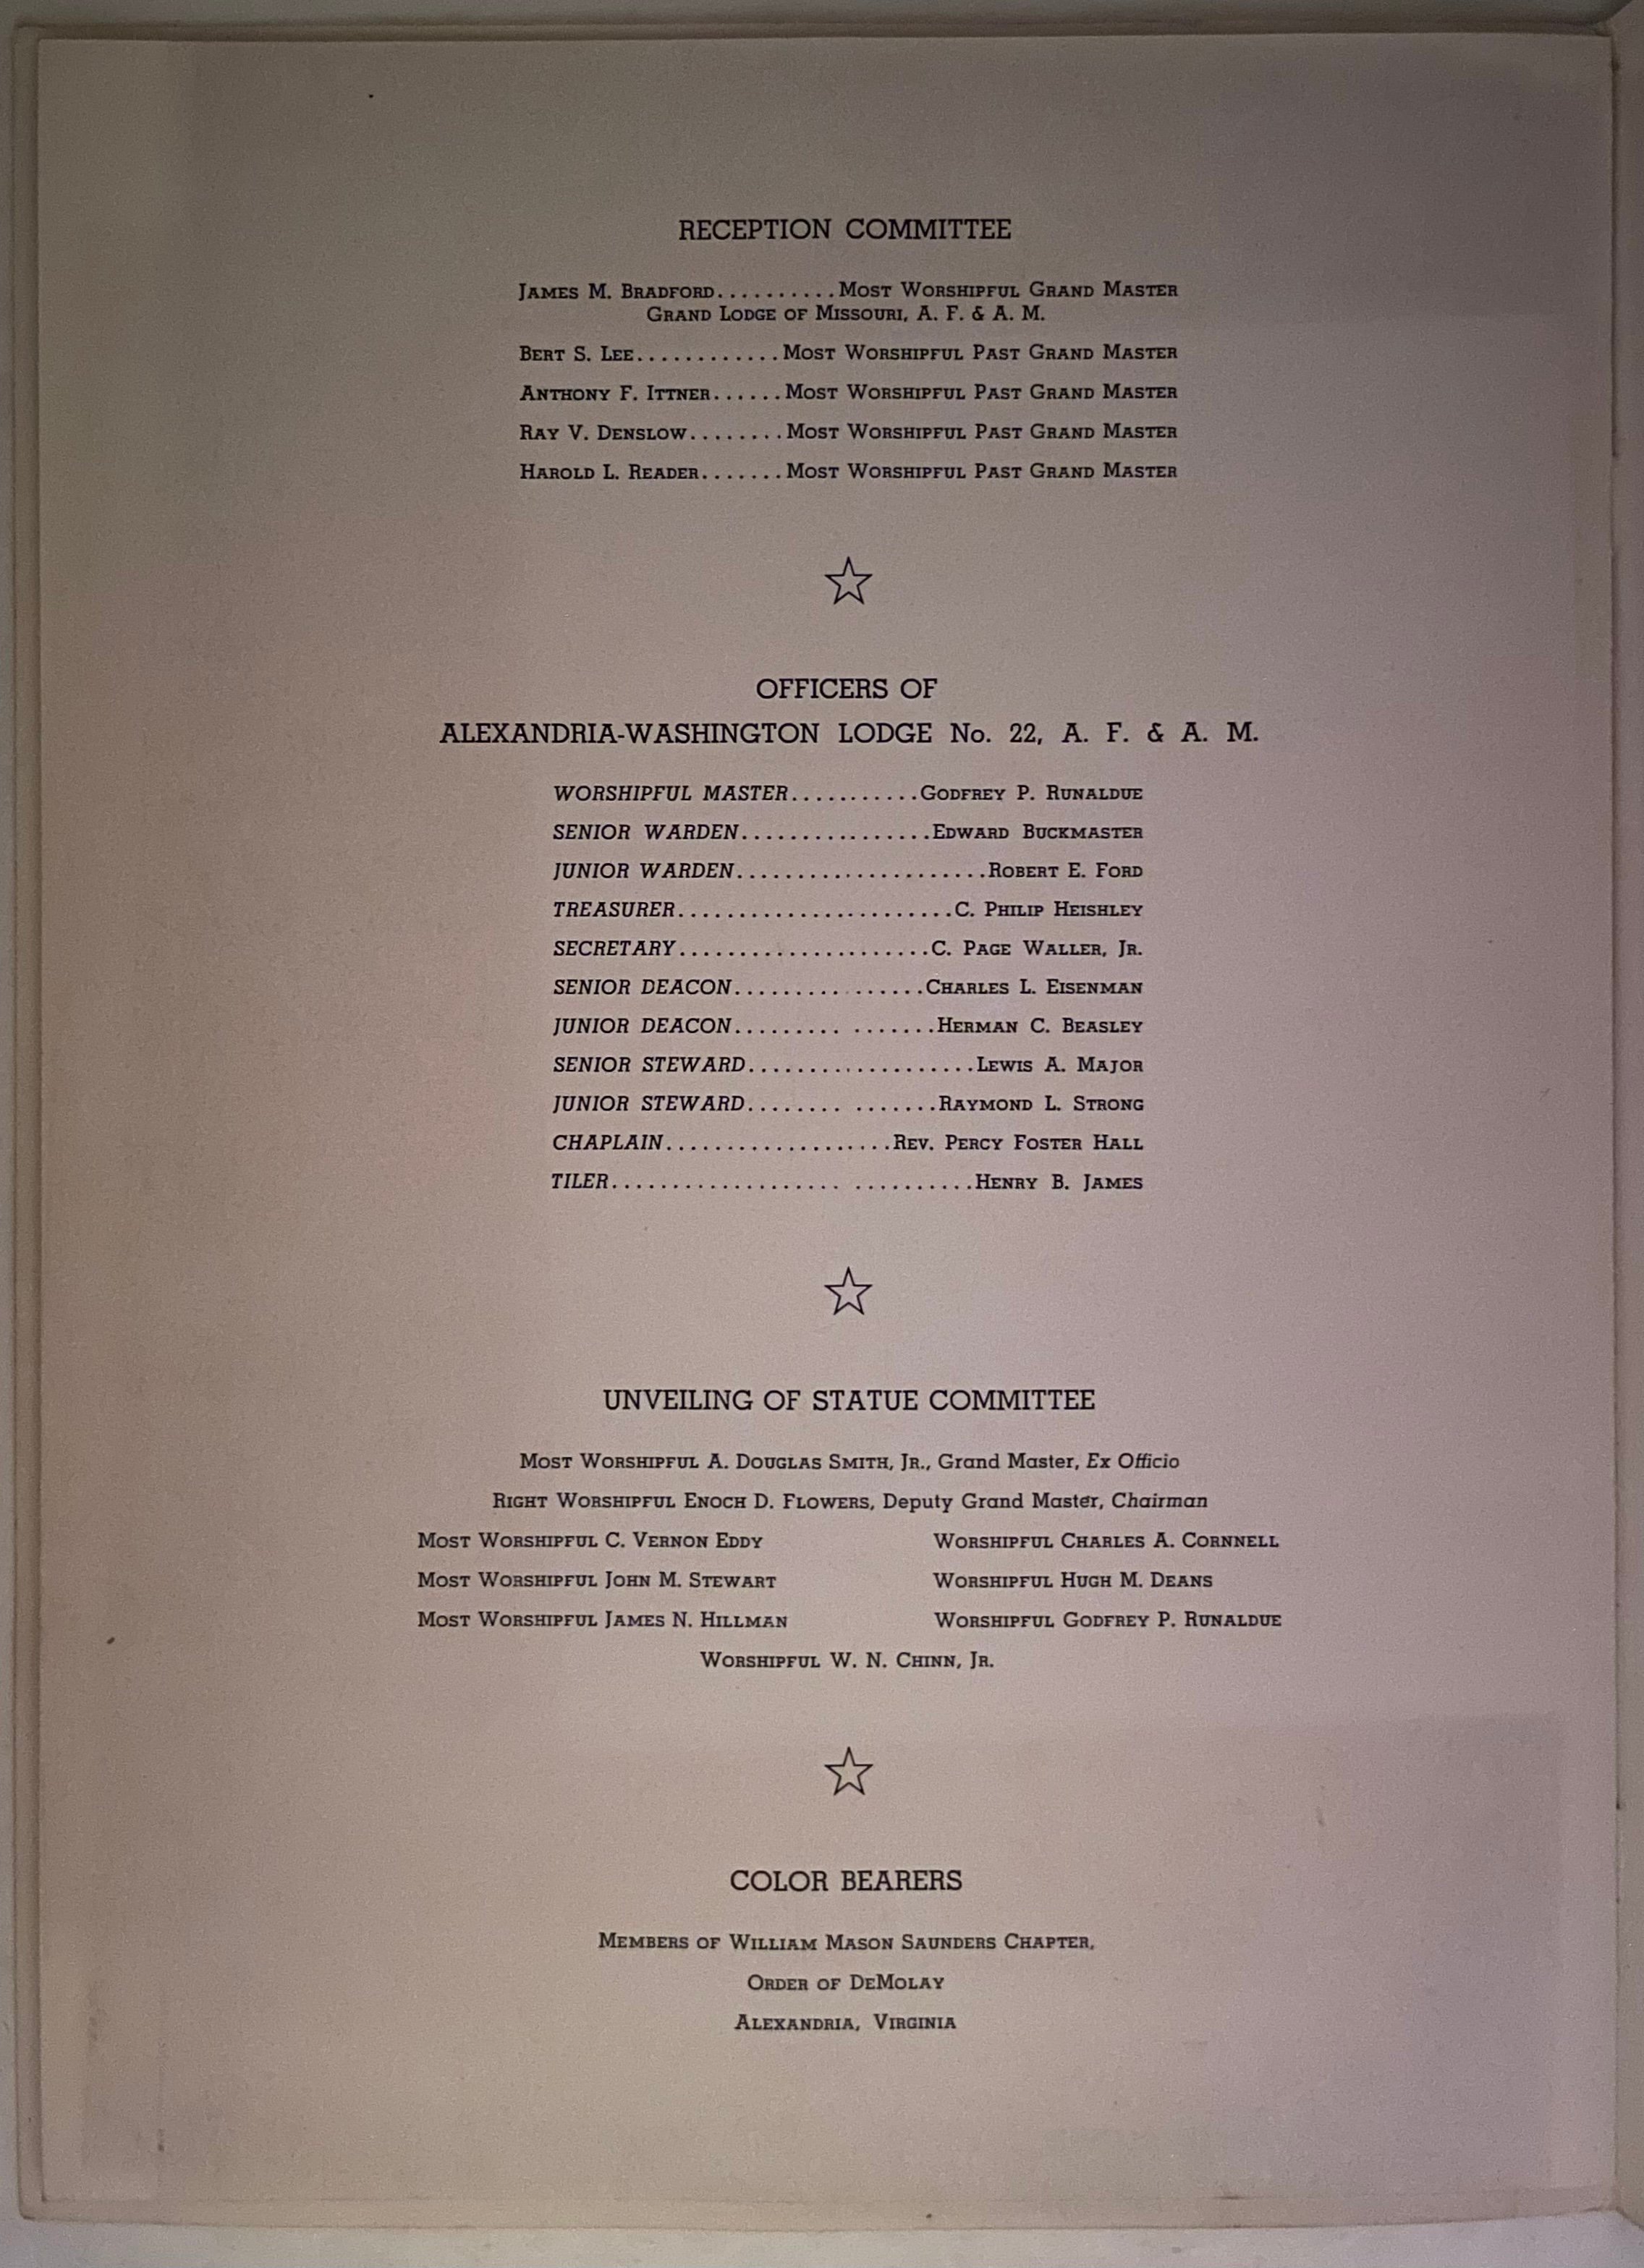 RECEPTION COMMITTEE
JAMES M. BRADFORD..........MOST WORSHIPFUL GRAND MASTER
GRAND LODGE OF MISSOURI, A. F. & A. M.
BERT S. LEE............MOST WORSHIPFUL PAST GRAND MASTER
ANTHONY F. ITTNER......MOST WORSHIPFUL PAST GRAND MASTER
RAY V. DENSLOW........MOST WORSHIPFUL PAST GRAND MASTER
HAROLD L. READER.......MOST WORSHIPFUL PAST GRAND MASTER
OFFICERS OF
ALEXANDRIA-WASHINGTON LODGE No. 22, A. F. & A. M.
WORSHIPFUL MASTER...........GODFREY P. RUNALDUE
SENIOR WARDEN................EDWARD BUCKMASTER
JUNIOR WARDEN.....................ROBERT E. FORD
TREASURER.......................C. PHILIP HEISHLEY
SECRETARY.....................C. PAGE WALLER, JR.
SENIOR DEACON................CHARLES L. EISENMAN
JUNIOR DEACON......... .......HERMAN C. BEASLEY
SENIOR STEWARD...................LEWIS A. MAJOR
JUNIOR STEWARD........ .......RAYMOND L. STRONG
CHAPLAIN...................REV. PERCY FOSTER HALL
TILER................... ..........HENRY B. JAMES
UNVEILING OF STATUE COMMITTEE
MOST WORSHIPFUL A. DOUGLAS SMITH, JR., Grand Master, Ex Officio
RIGHT WORSHIPFUL ENOCH D. FLOWERS, Deputy Grand Master, Chairman
MOST WORSHIPFUL C. VERNON EDDY WORSHIPFUL CHARLES A. CORNNELL
MOST WORSHIPFUL JOHN M. STEWART WORSHIPFUL HUGH M. DEANS
MOST WORSHIPFUL JAMES N. HILLMAN WORSHIPFUL GODFREY P. RUNALDUE
WORSHIPFUL W. N. CHINN, JR.
COLOR BEARERS
MEMBERS OF WILLIAM MASON SAUNDERS CHAPTER,
ORDER OF DEMOLAY
ALEXANDRIA, VIRGINIA